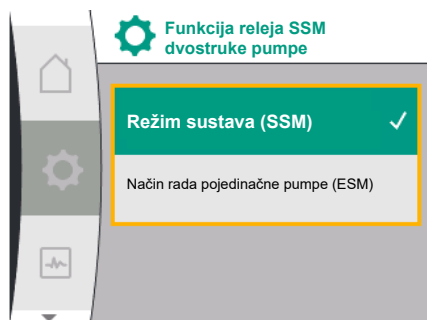 Funkcija releja SSM
dvostruke pumpe
Režim sustava (SSM)
Način rada pojedinačne pumpe (ESM)